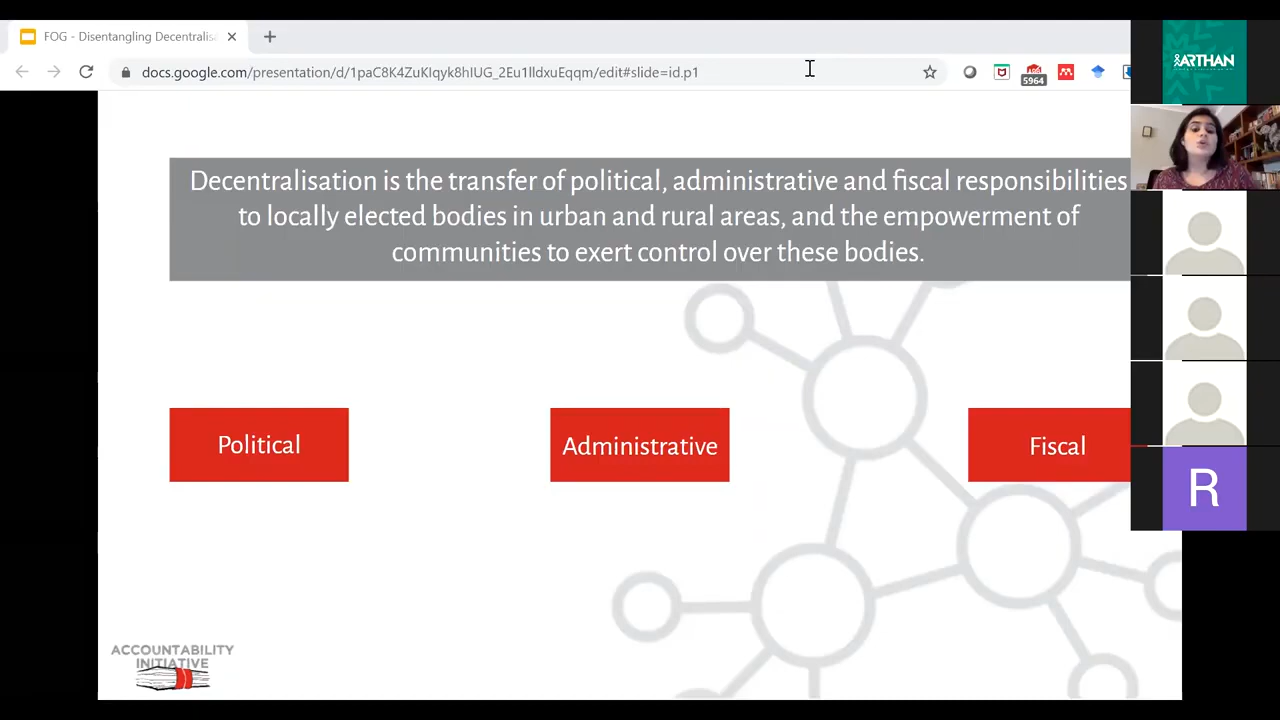 FOG - Disentangling Decentralis
docs.google.com/presentation/d/1pxC8K4ZuKIqyk8hIUG_2Eu1IldxuEqqm/edit#slide=id.p1
5964
ARTHAN
Decentralisation is the transfer of political, administrative and fiscal responsibilities
to locally elected bodies in urban and rural areas, and the empowerment of
communities to exert control over these bodies.
Political
Administrative
Fiscal
R
ACCOUNTABILITY
INITIATIVE